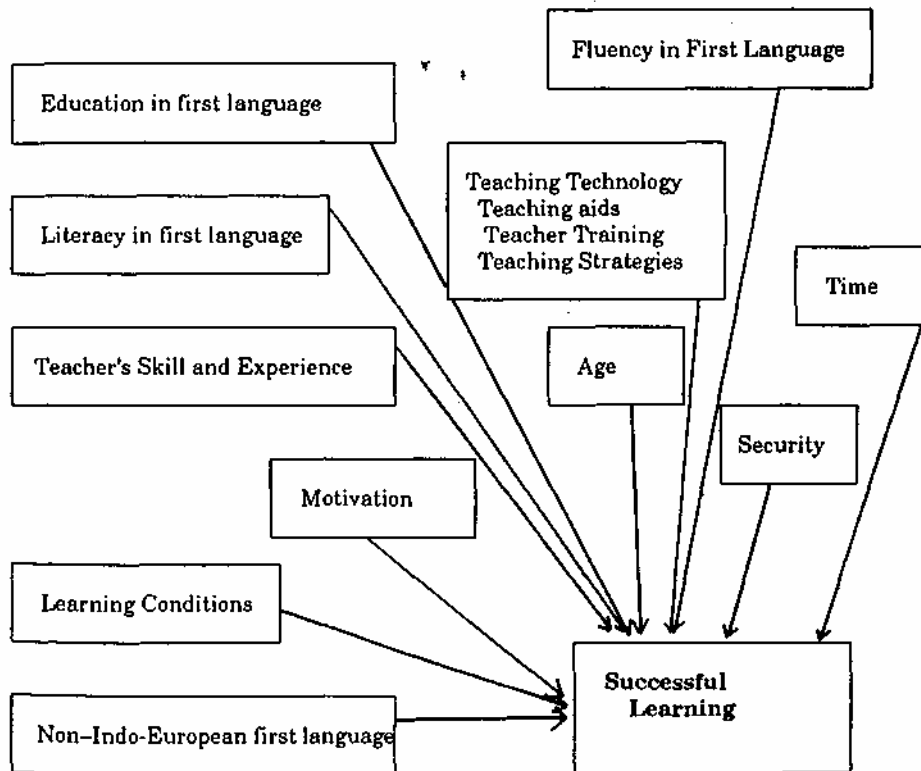 Fluency in First Language
Education in first language
Teaching Technology
Teaching aids
Teacher Training
Teaching Strategies
Literacy in first language
Time
Teacher's Skill and Experience
Age
Security
Motivation
Learning Conditions
Successful
Learning
Non–Indo-European first language